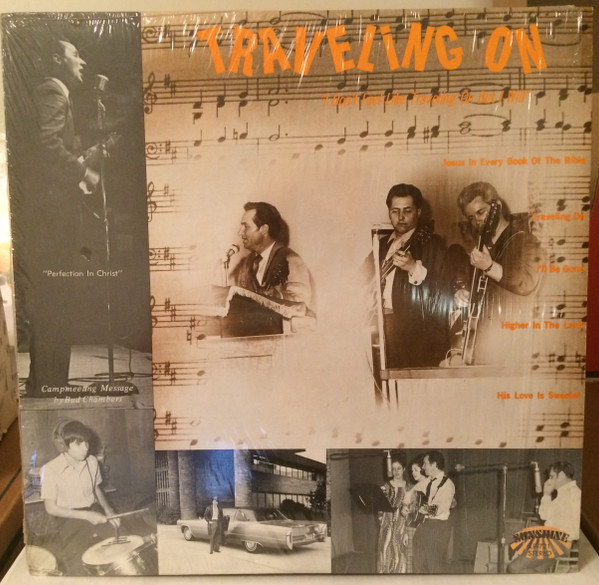 TRAVELING ON
Jesus In Every Book Of The Bible
Traveling On
I'll Be Gone
"Perfection In Christ"
Higher In The Lord
Campmeeting Message
by Bud Chambers
His Love Is Sweeter
SUNSHINE